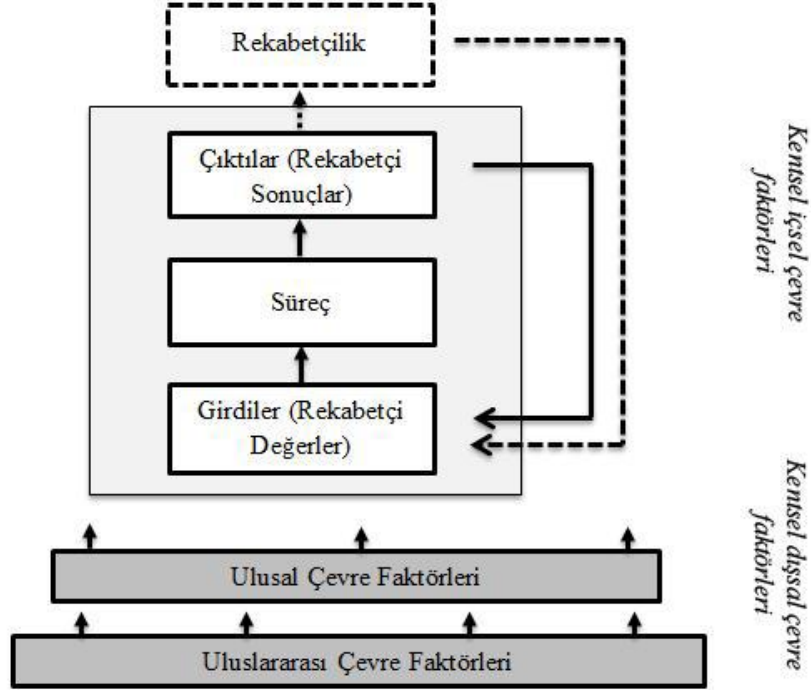 Rekabetçilik
Çıktılar (Rekabetçi
Sonuçlar)
Süreç
Girdiler (Rekabetçi
Değerler)
Ulusal Çevre Faktörleri
Uluslararası Çevre Faktörleri
Kentsel içsel çevre
faktörleri
Kentsel dışsal çevre
faktörleri